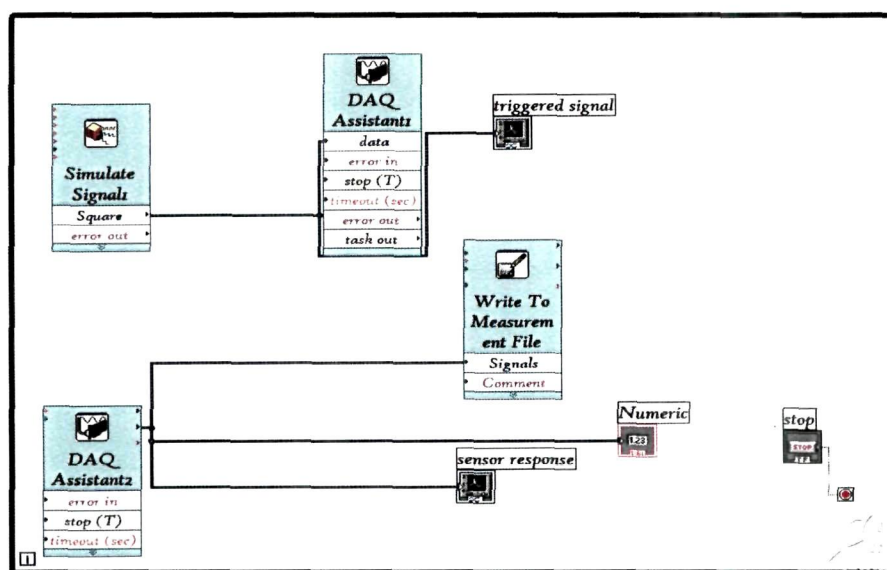 DAQ
Assistant1
data
error in
stop (T)
timeout (sec)
error out
task out
triggered signal
Simulate
Signal1
Square
error out
Write To
Measurem
ent File
Signals
Comment
DAQ
Assistant2
error in
stop (T)
timeout (sec)
Numeric
1.23
sensor response
stop
STOP
i